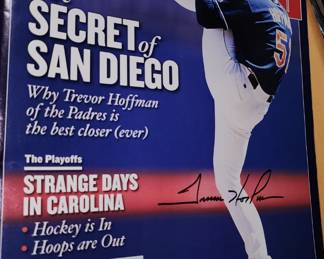 SECRET of
SAN DIEGO
Why Trevor Hoffman
of the Padres is
the best closer (ever)
5
The Playoffs
STRANGE DAYS
IN CAROLINA
• Hockey is In
• Hoops are Out